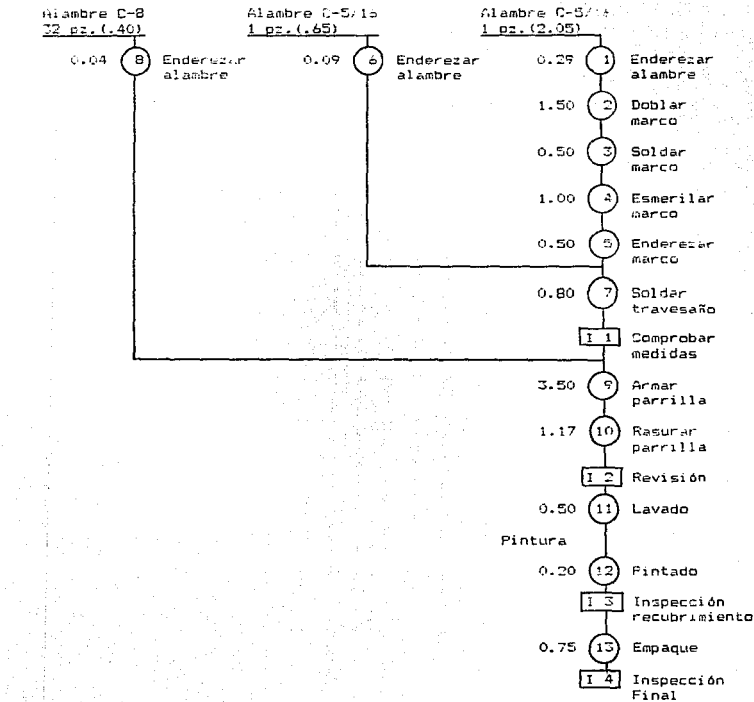 Alambre C-8
32 pz.(.40)
Alambre C-5/16
1 pz.(.65)
Alambre C-5/16
1 pz.(2.05)
0.04 8 Enderezar
alambre
0.09 6 Enderezar
alambre
0.29 1 Enderezar
alambre
1.50 2 Doblar
marco
0.50 3 Soldar
marco
1.00 4 Esmerilar
marco
0.50 5 Enderezar
marco
0.80 7 Soldar
travesaño
I 1 Comprobar
medidas
3.50 9 Armar
parrilla
1.17 10 Rasurar
parrilla
I 2 Revisión
0.50 11 Lavado
Pintura
0.20 12 Pintado
I 3 Inspección
recubrimiento
0.75 13 Empaque
I 4 Inspección
Final